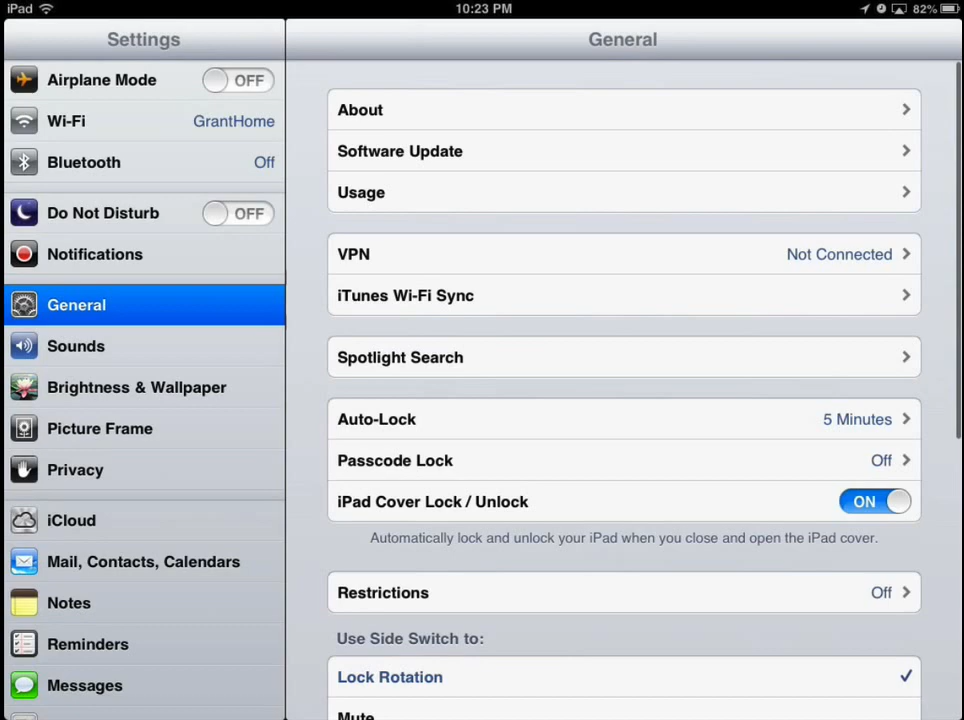 iPad 10:23 PM 82%
Settings
General
Airplane Mode OFF
Wi-Fi GrantHome
Bluetooth Off
Do Not Disturb OFF
Notifications
General
Sounds
Brightness & Wallpaper
Picture Frame
Privacy
iCloud
Mail, Contacts, Calendars
Notes
Reminders
Messages
About
Software Update
Usage
VPN Not Connected
iTunes Wi-Fi Sync
Spotlight Search
Auto-Lock 5 Minutes
Passcode Lock Off
iPad Cover Lock / Unlock ON
Automatically lock and unlock your iPad when you close and open the iPad cover.
Restrictions Off
Use Side Switch to:
Lock Rotation
Mute